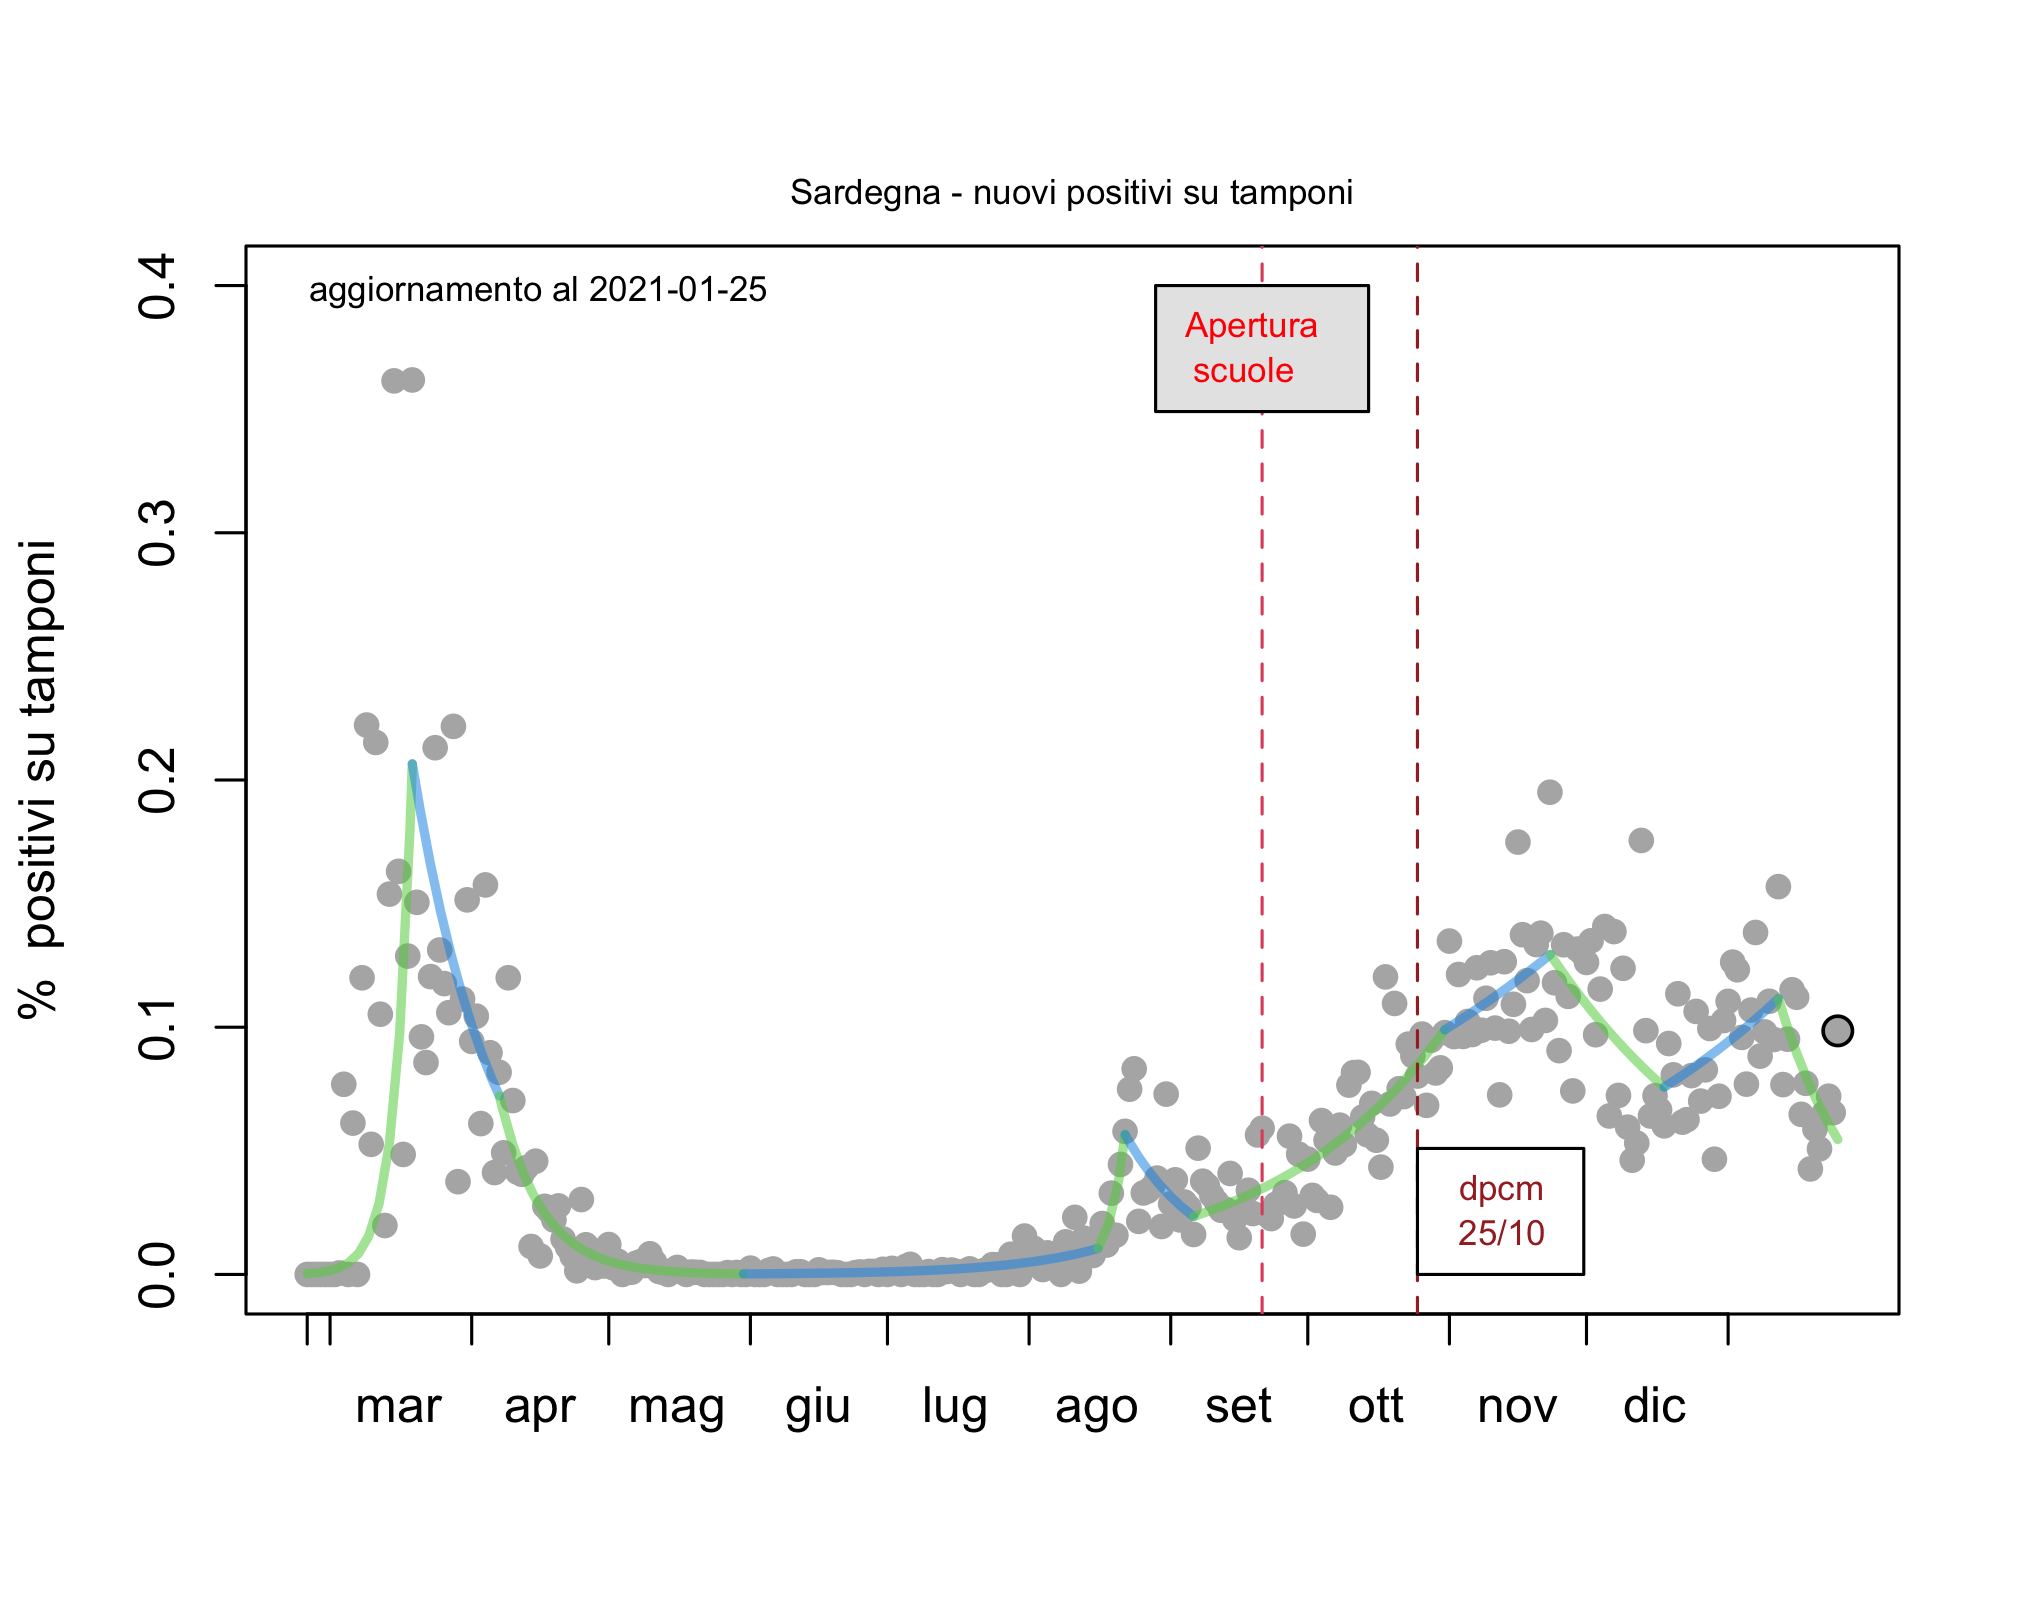 Sardegna - nuovi positivi su tamponi
aggiornamento al 2021-01-25
Apertura
scuole
dpcm
25/10
% positivi su tamponi
0.4
0.3
0.2
0.1
0.0
mar apr mag giu lug ago set ott nov dic